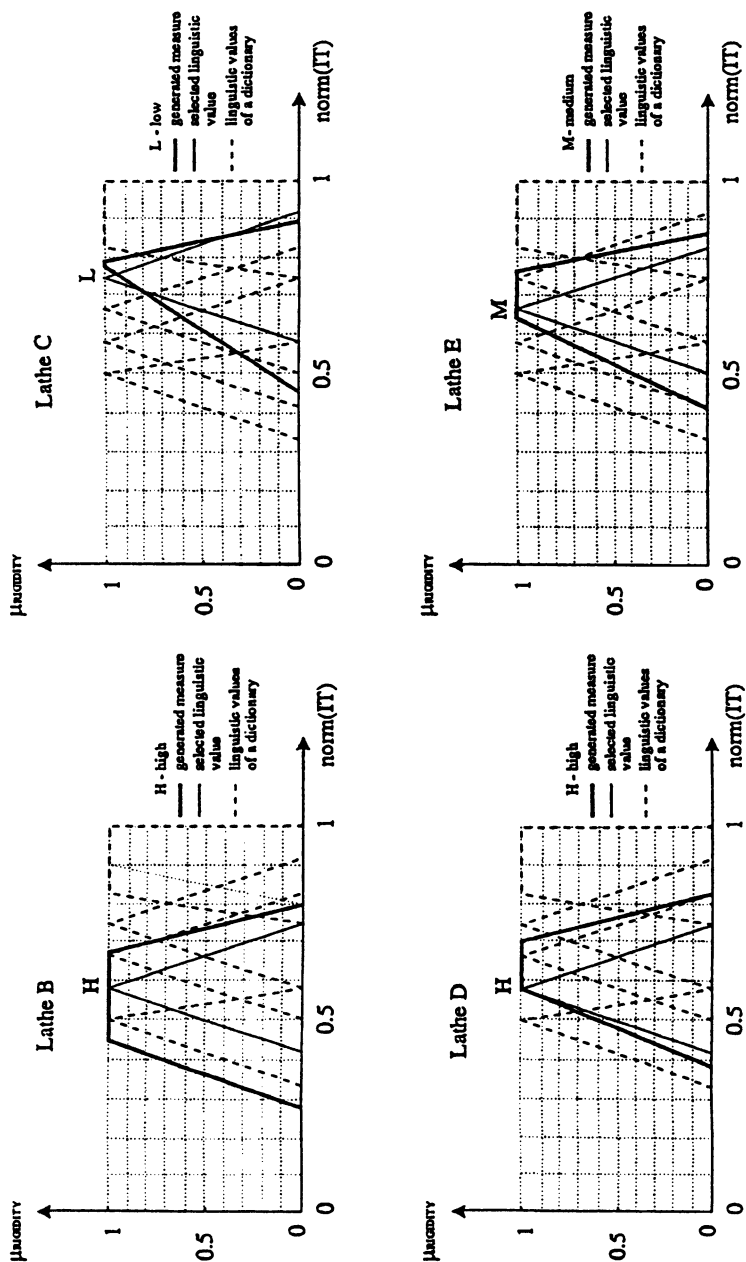 Lathe B
μRIGIDITY
H
1
0.5
0
0
0.5
1
norm(IT)
H - high
generated measure
selected linguistic
value
linguistic values
of a dictionary
Lathe C
μRIGIDITY
L
1
0.5
0
0
0.5
1
norm(IT)
L - low
generated measure
selected linguistic
value
linguistic values
of a dictionary
Lathe D
μRIGIDITY
H
1
0.5
0
0
0.5
1
norm(IT)
H - high
generated measure
selected linguistic
value
linguistic values
of a dictionary
Lathe E
μRIGIDITY
M
1
0.5
0
0
0.5
1
norm(IT)
M - medium
generated measure
selected linguistic
value
linguistic values
of a dictionary